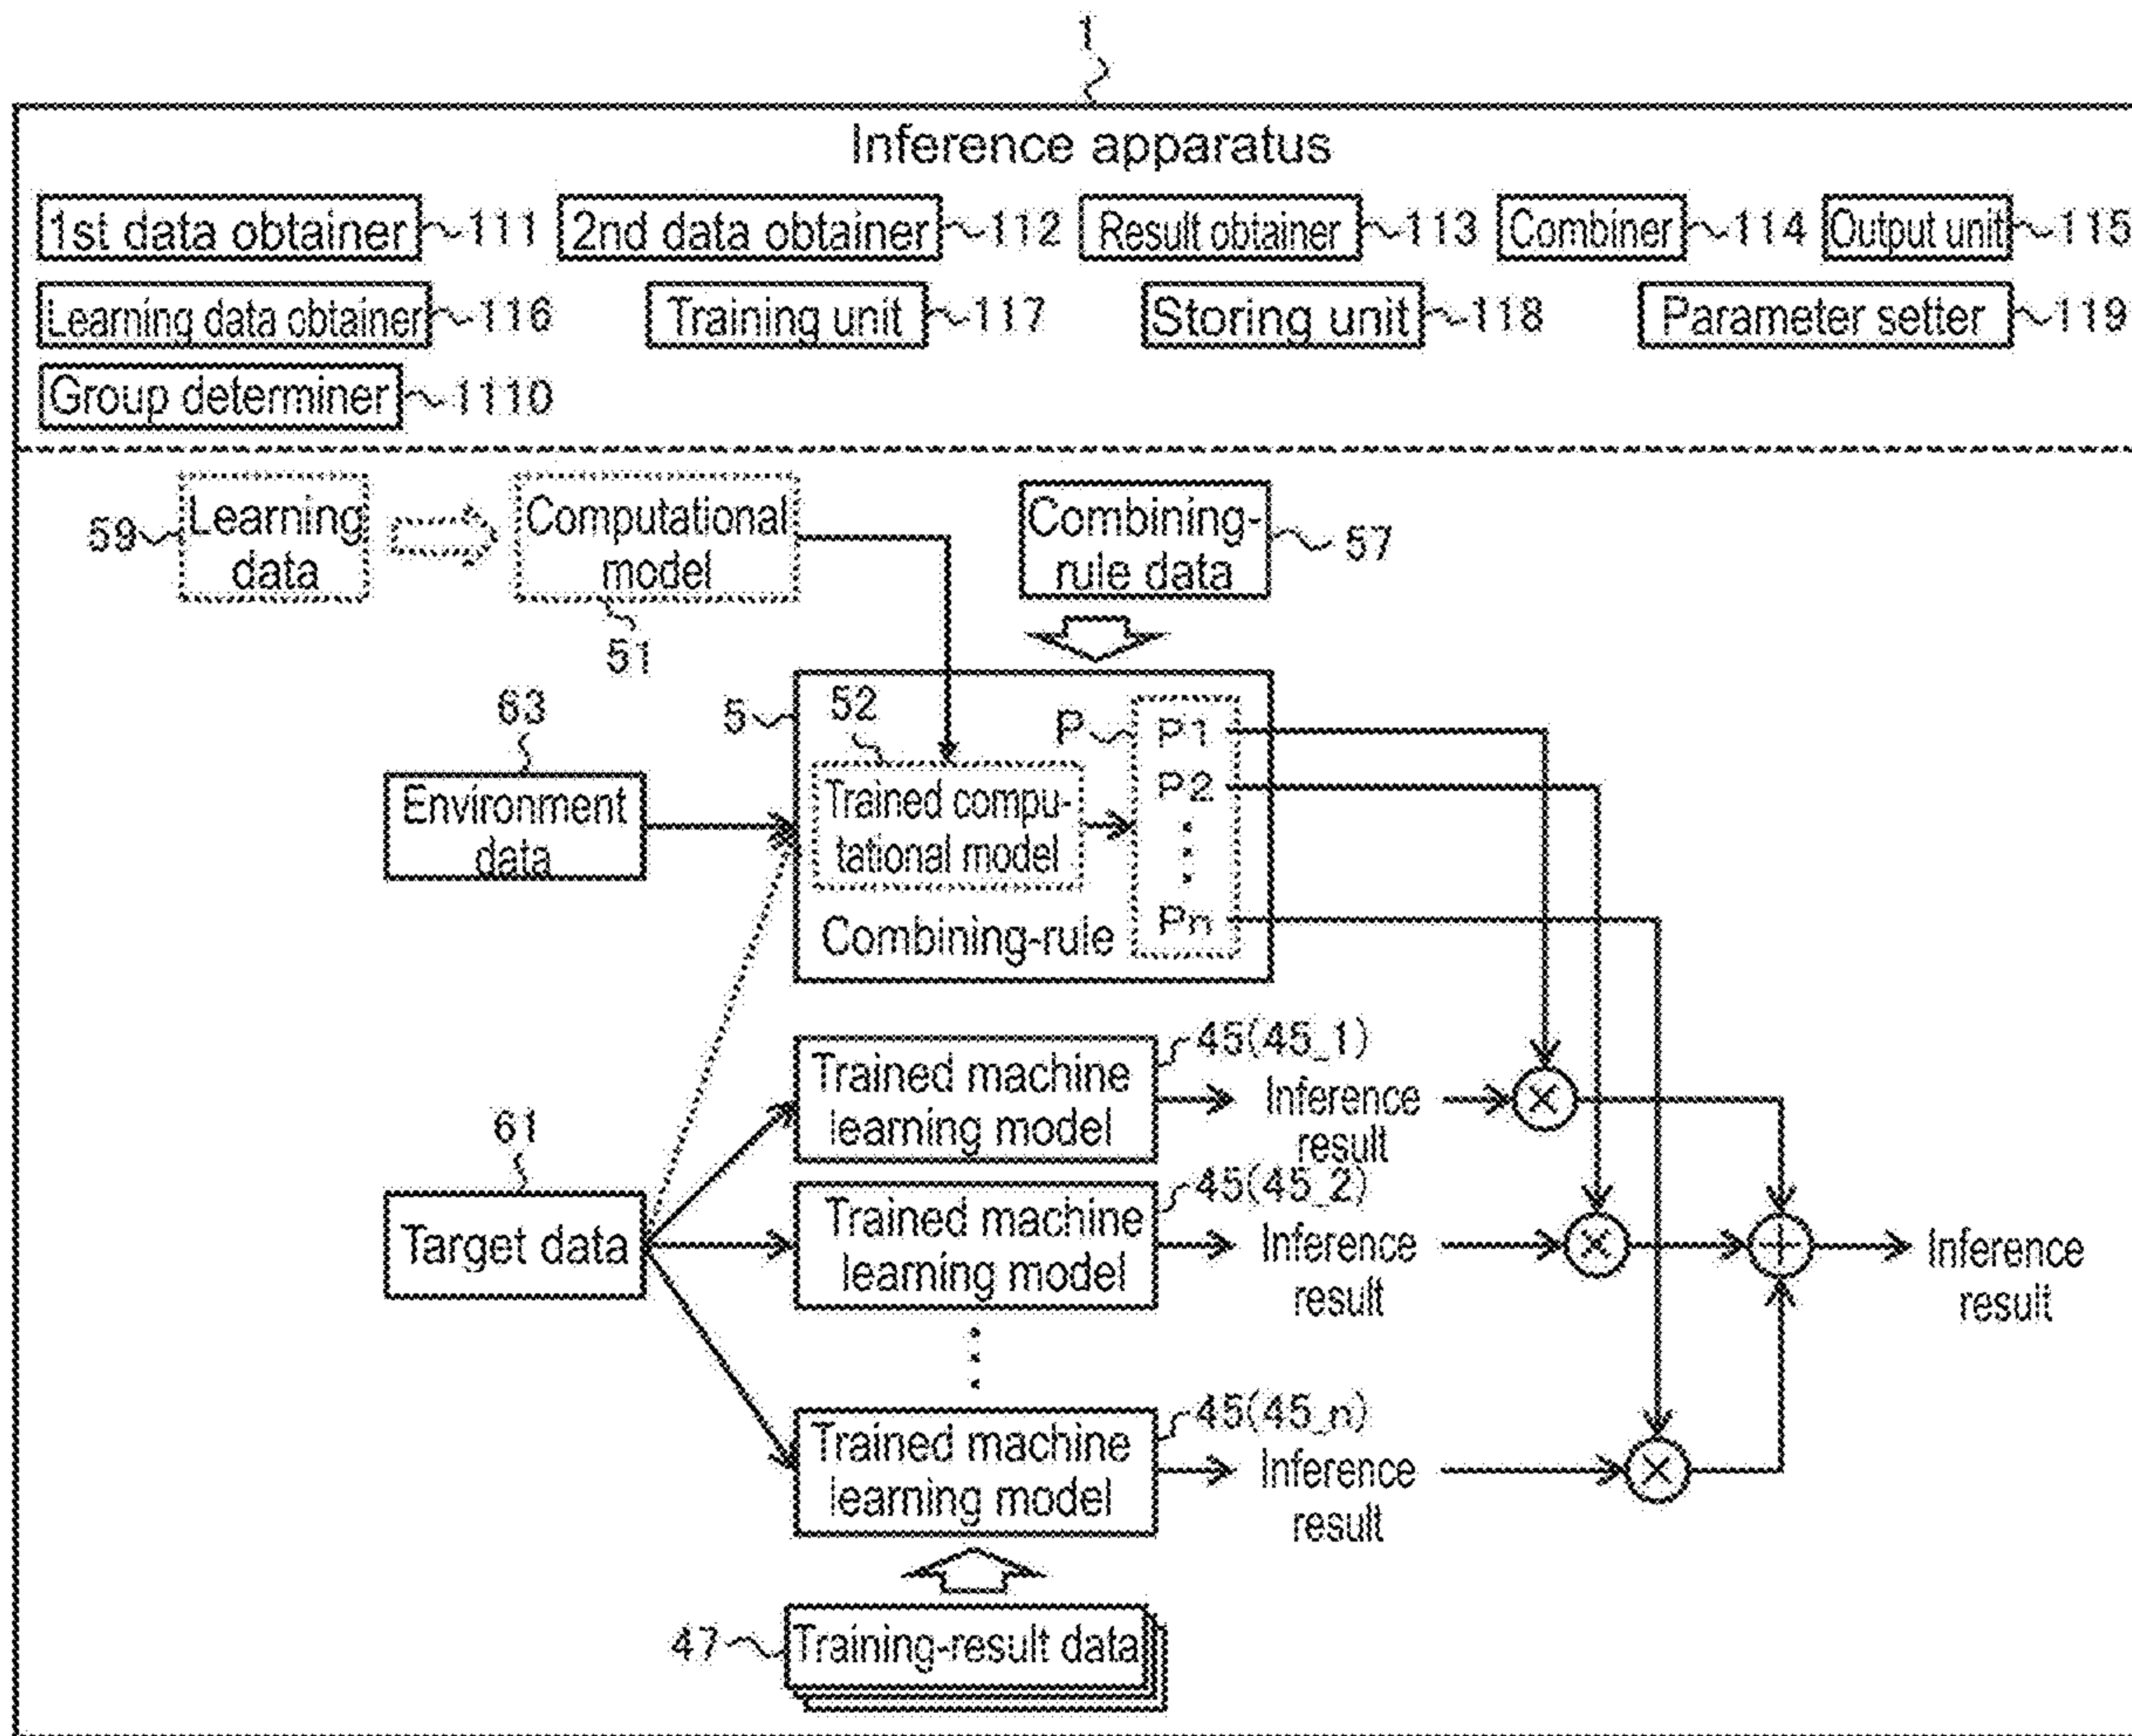 1
Inference apparatus
1st data obtainer 111 2nd data obtainer 112 Result obtainer 113 Combiner 114 Output unit 115
Learning data obtainer 116 Training unit 117 Storing unit 118 Parameter setter 119
Group determiner 1110
59 Learning
data
Computational
model
51
Combining-
rule data
57
63
Environment
data
5
52
Trained compu-
tational model
Combining-rule
P
P1
P2
Pn
61
Target data
Trained machine
learning model
45(45_1)
Inference
result
Trained machine
learning model
45(45_2)
Inference
result
Trained machine
learning model
45(45_n)
Inference
result
Inference
result
47 Training-result data